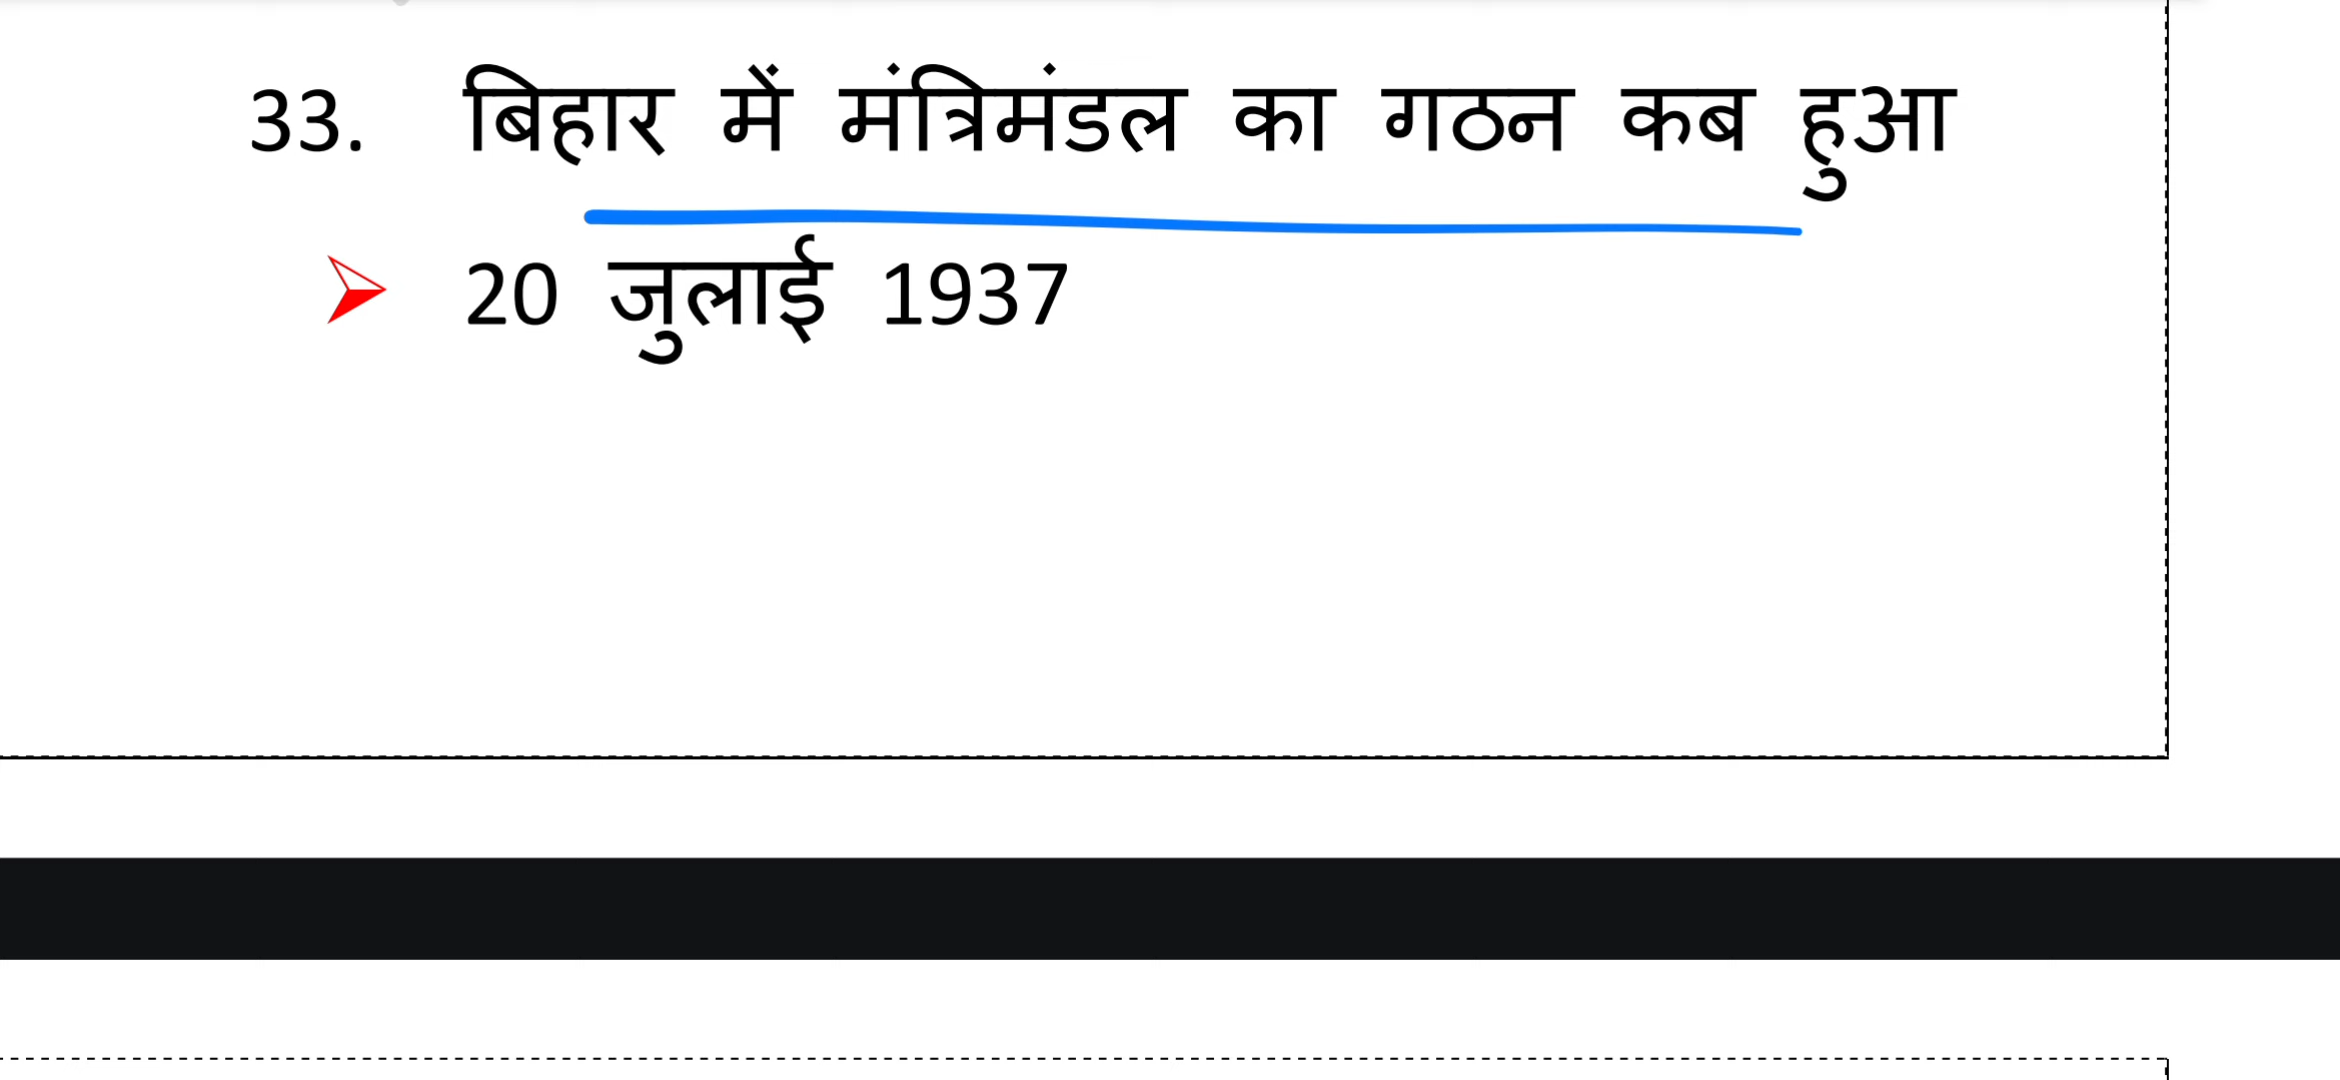 33. बिहार में मंत्रिमंडल का गठन कब हुआ
20 जुलाई 1937